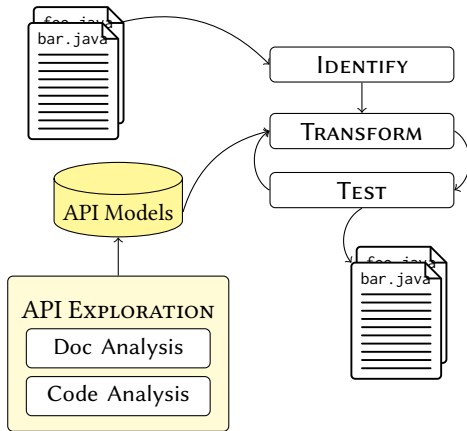 foo.java
bar.java
IDENTIFY
TRANSFORM
TEST
API Models
API EXPLORATION
Doc Analysis
Code Analysis
foo.java
bar.java